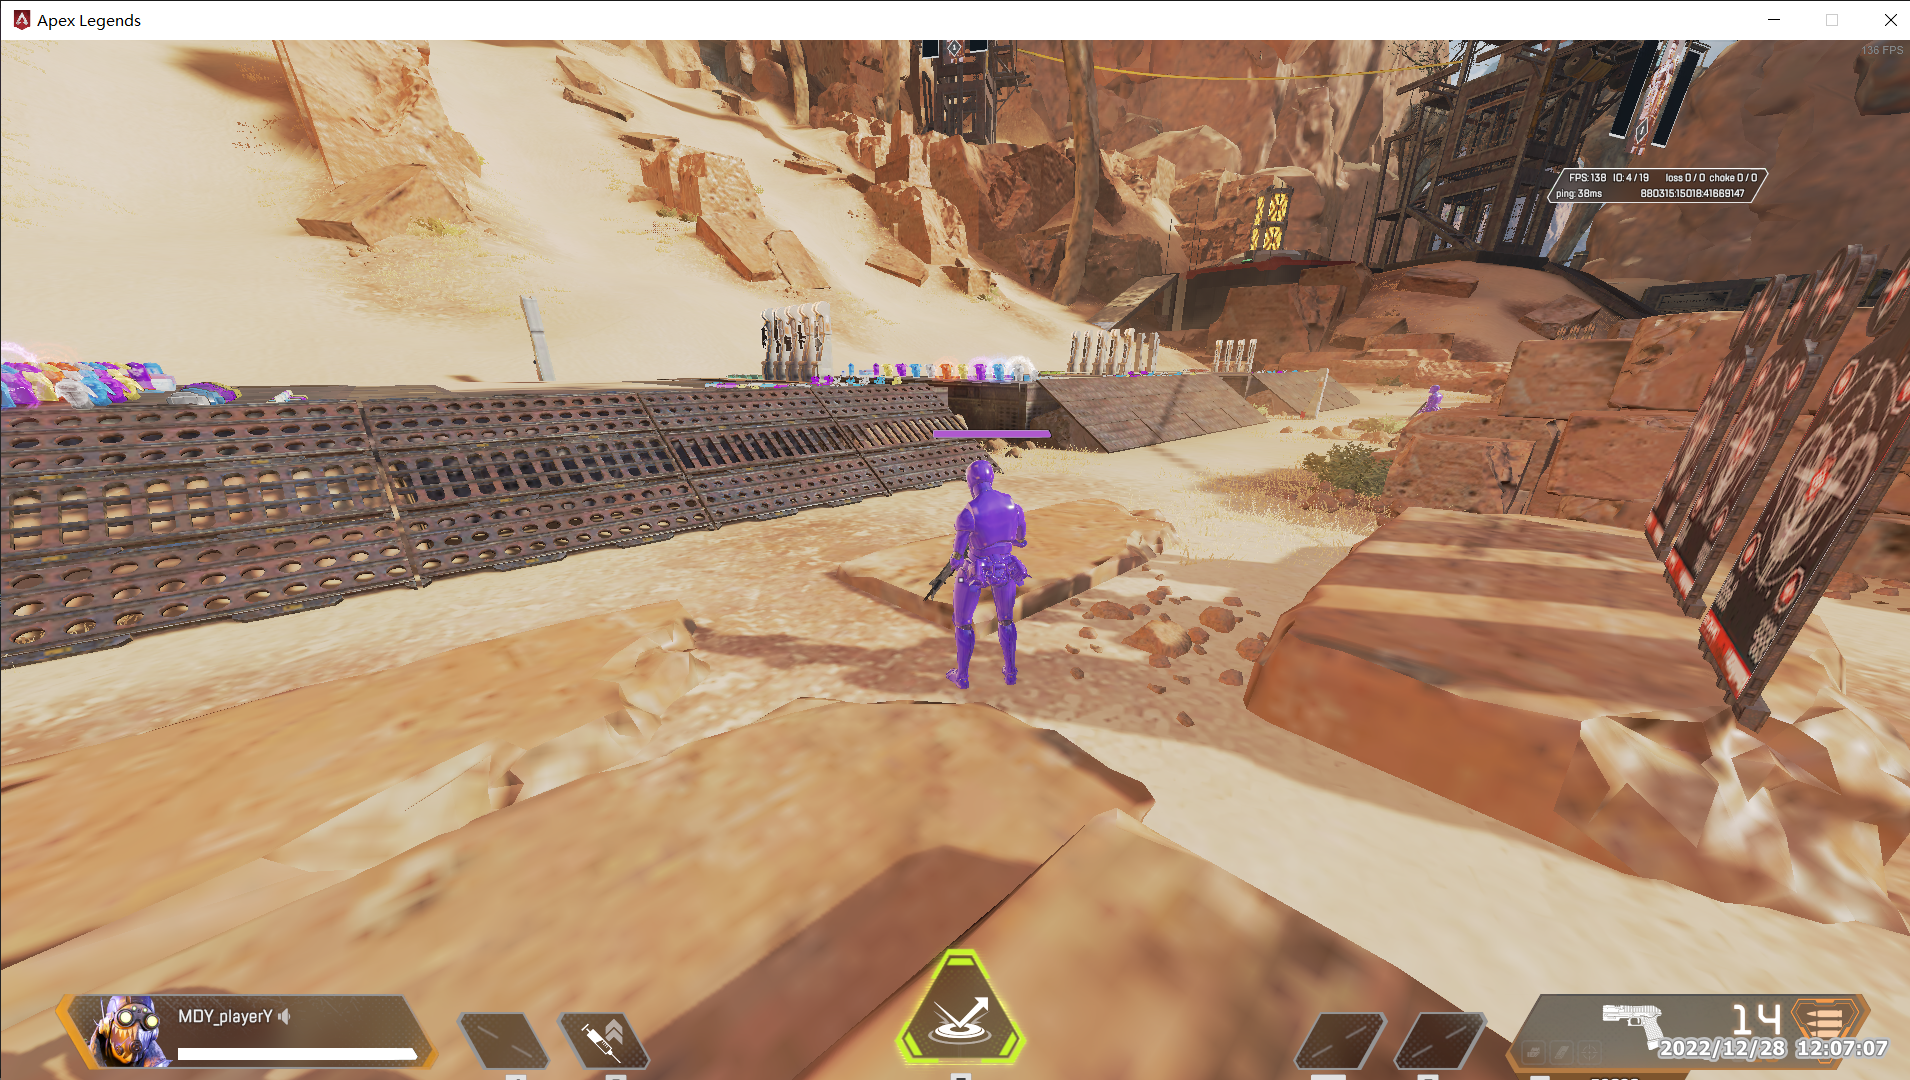 Apex Legends
136 FPS
FPS: 138 IO: 4 / 19 loss 0 / 0 choke 0 / 0
ping: 38ms 880315:15018:41669147
MDY_playerY
14
2022/12/28 12:07:07